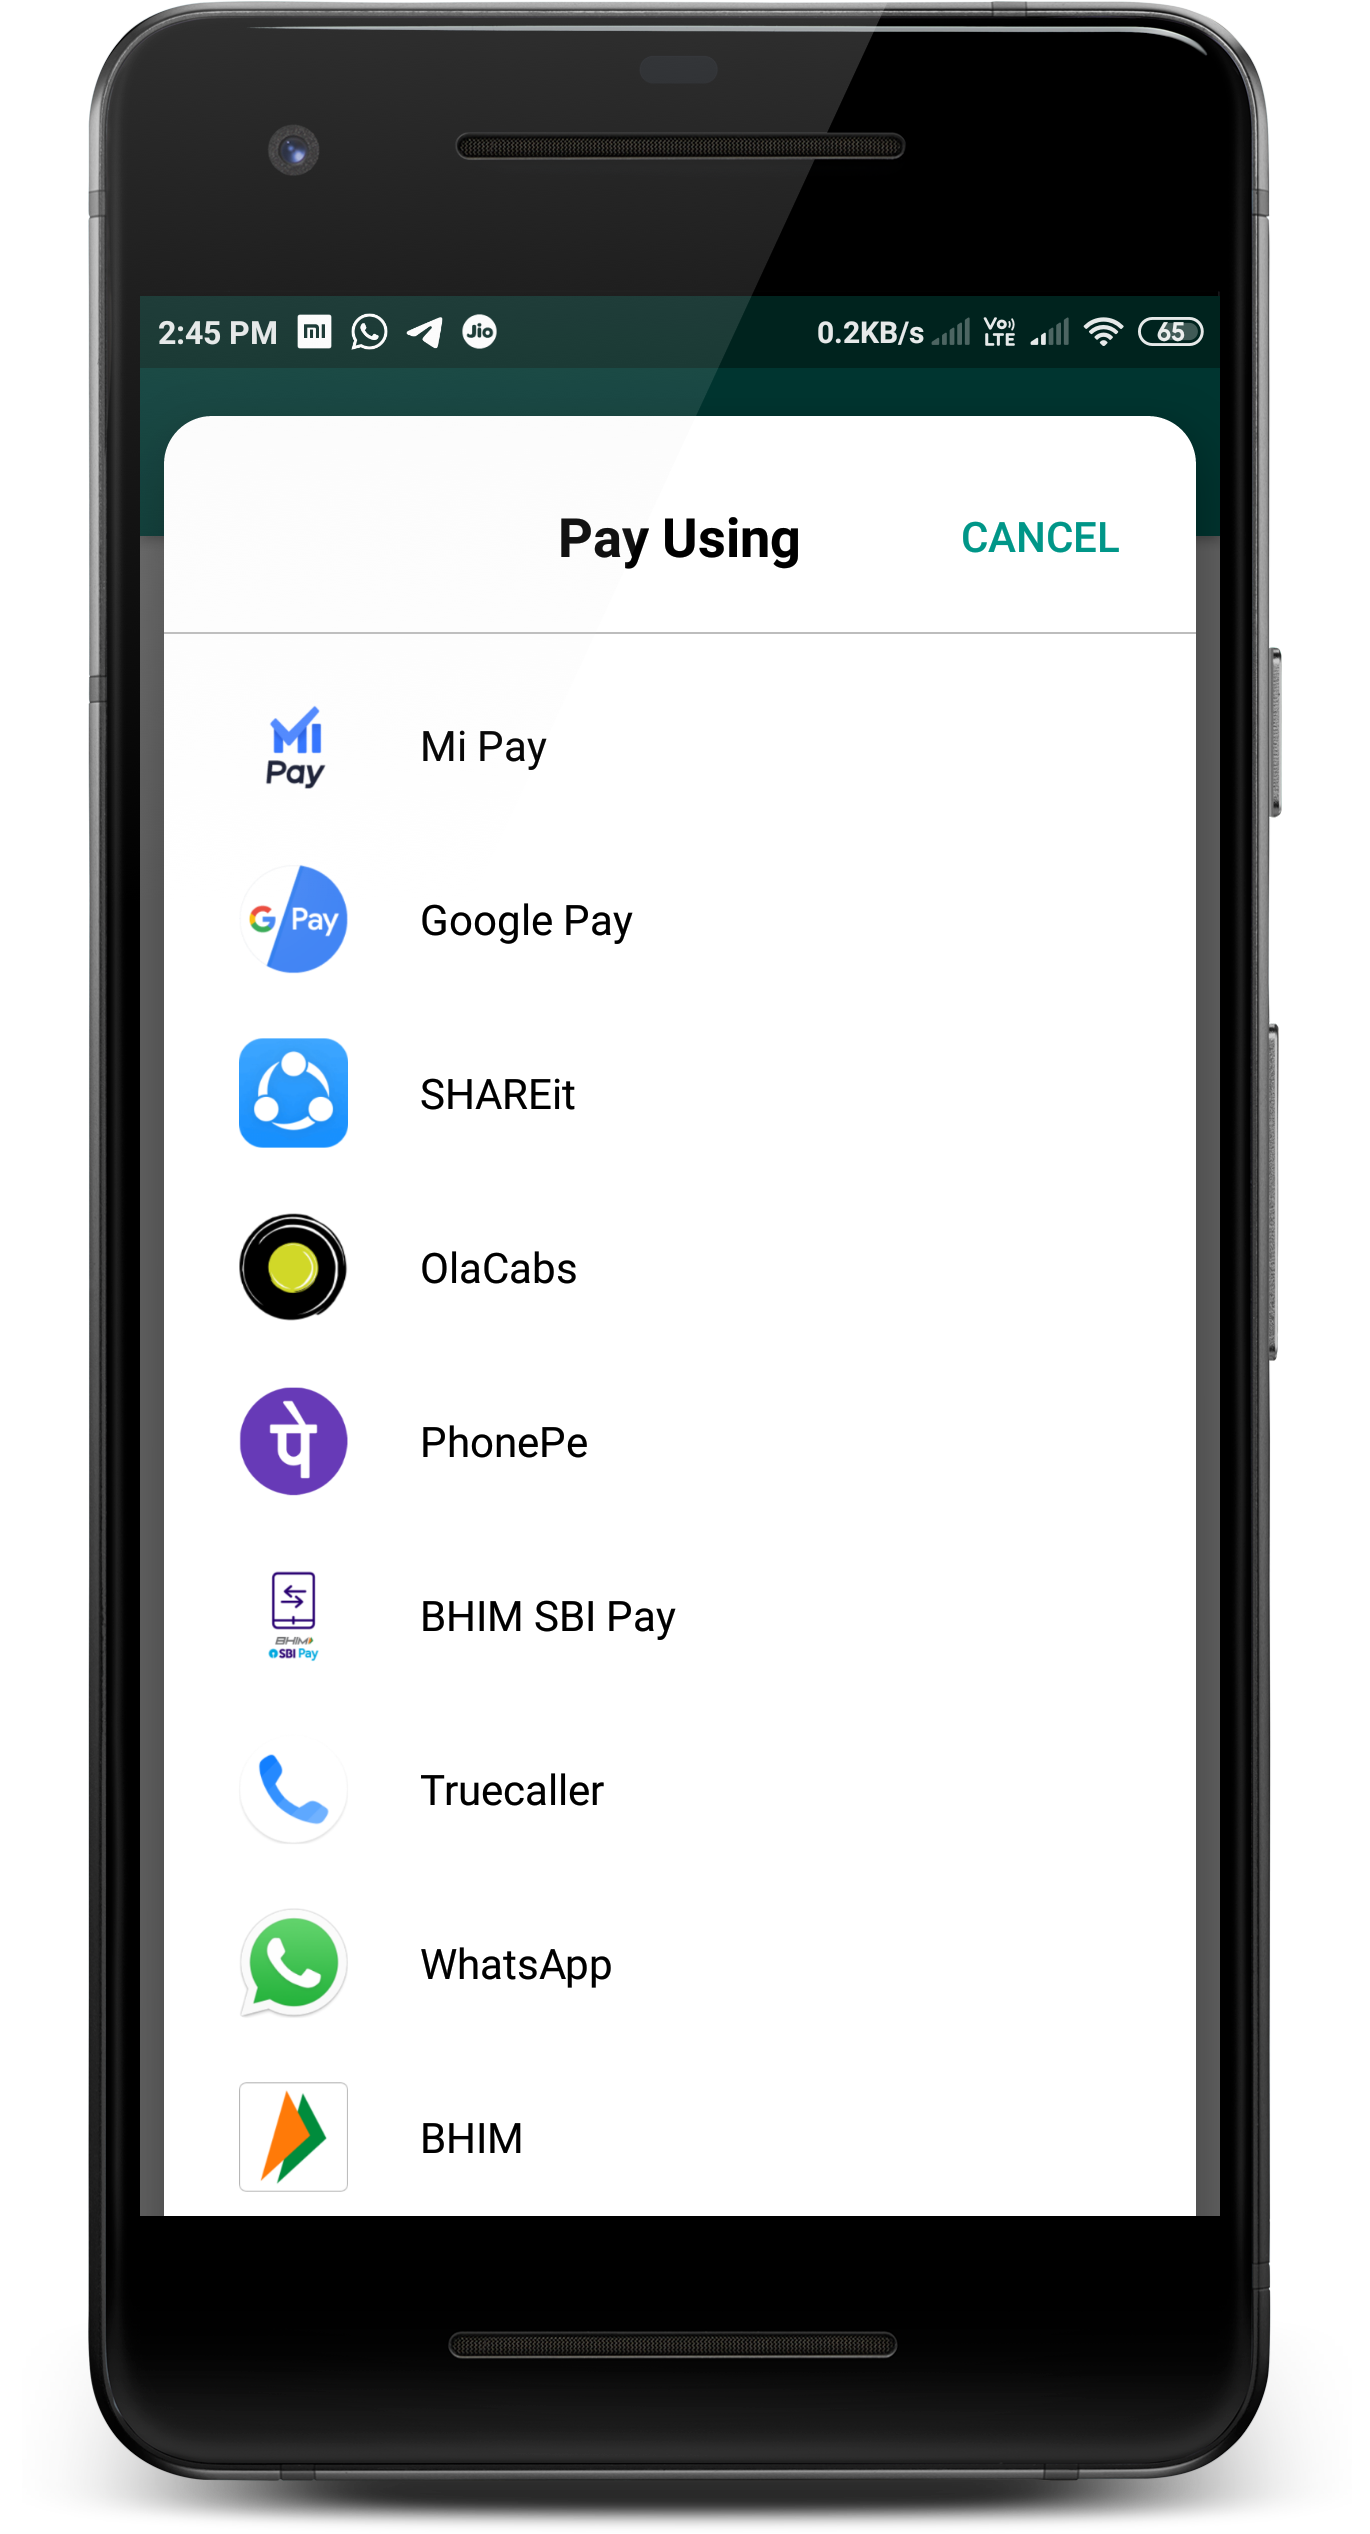 2:45 PM mi Jio 0.2KB/s Vo) LTE 65
Pay Using CANCEL
MI
Pay
Mi Pay
G Pay
Google Pay
SHAREit
OlaCabs
पे
PhonePe
BHIM
SBI Pay
BHIM SBI Pay
Truecaller
WhatsApp
BHIM